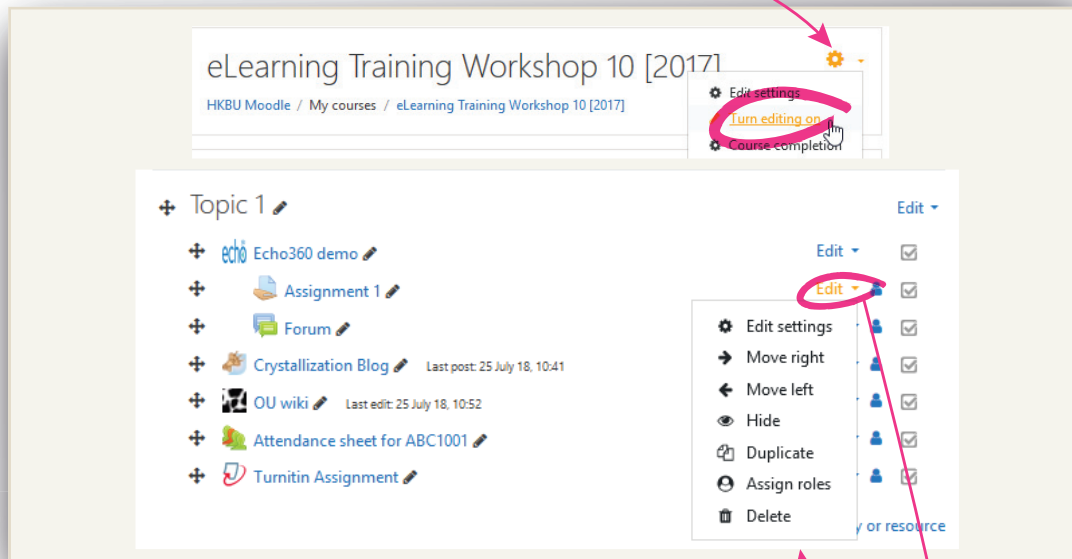 eLearning Training Workshop 10 [2017]
HKBU Moodle / My courses / eLearning Training Workshop 10 [2017]
Edit settings
Turn editing on
Course completion
Topic 1
Edit
echo Echo360 demo
Edit
Assignment 1
Edit
Forum
Edit settings
Crystallization Blog Last post: 25 July 18, 10:41
Move right
OU wiki Last edit: 25 July 18, 10:52
Move left
Hide
Attendance sheet for ABC1001
Duplicate
Turnitin Assignment
Assign roles
Delete
y or resource